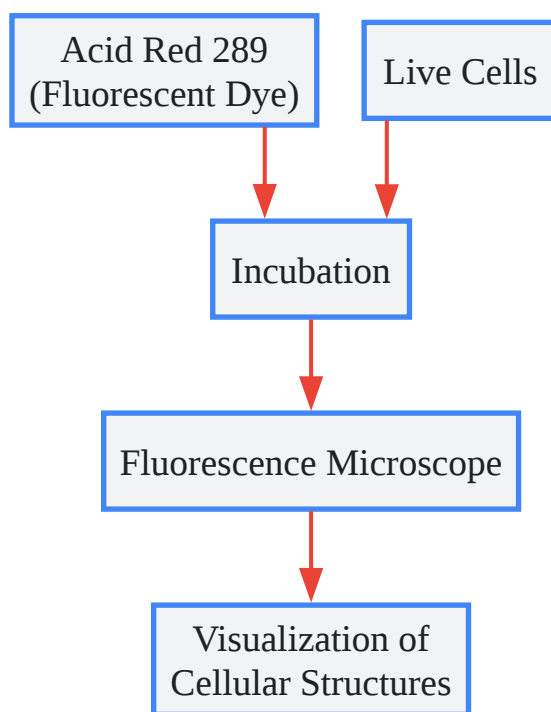 Acid Red 289
(Fluorescent Dye)
Live Cells
Incubation
Fluorescence Microscope
Visualization of
Cellular Structures